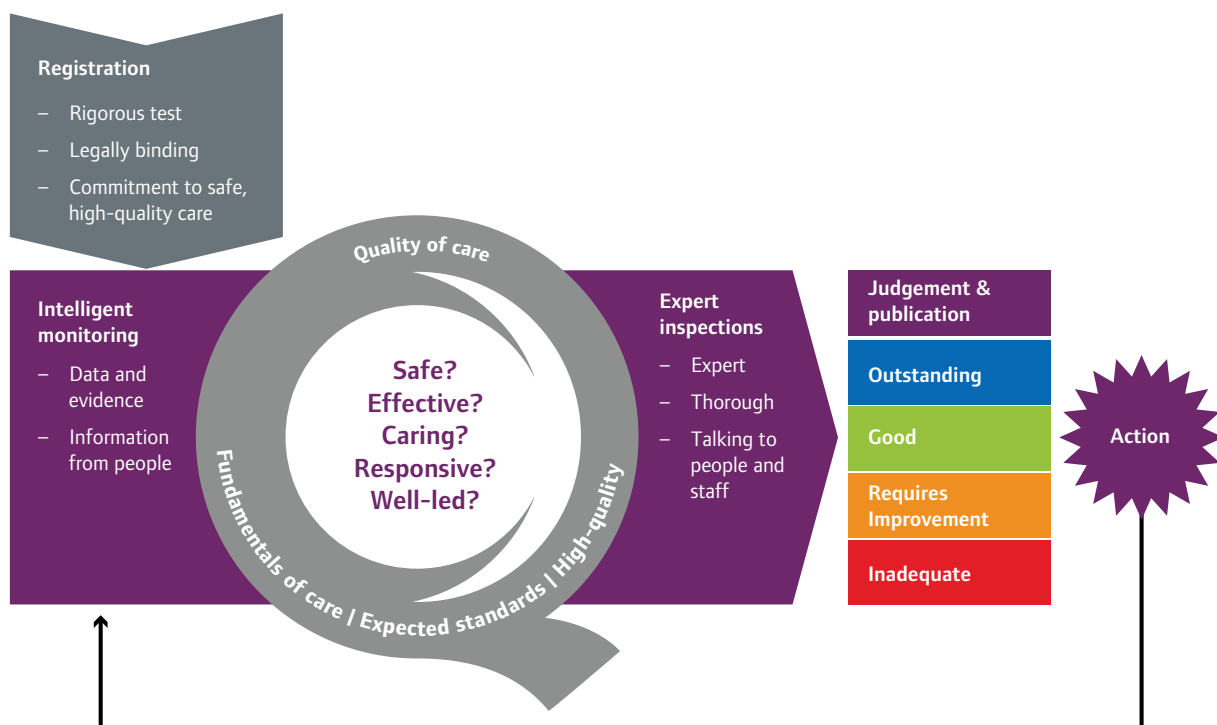 Registration
– Rigorous test
– Legally binding
– Commitment to safe,
high-quality care
Intelligent
monitoring
– Data and
evidence
– Information
from people
Quality of care
Safe?
Effective?
Caring?
Responsive?
Well-led?
Fundamentals of care | Expected standards | High-quality
Expert
inspections
– Expert
– Thorough
– Talking to
people and
staff
Judgement &
publication
Outstanding
Good
Requires
Improvement
Inadequate
Action